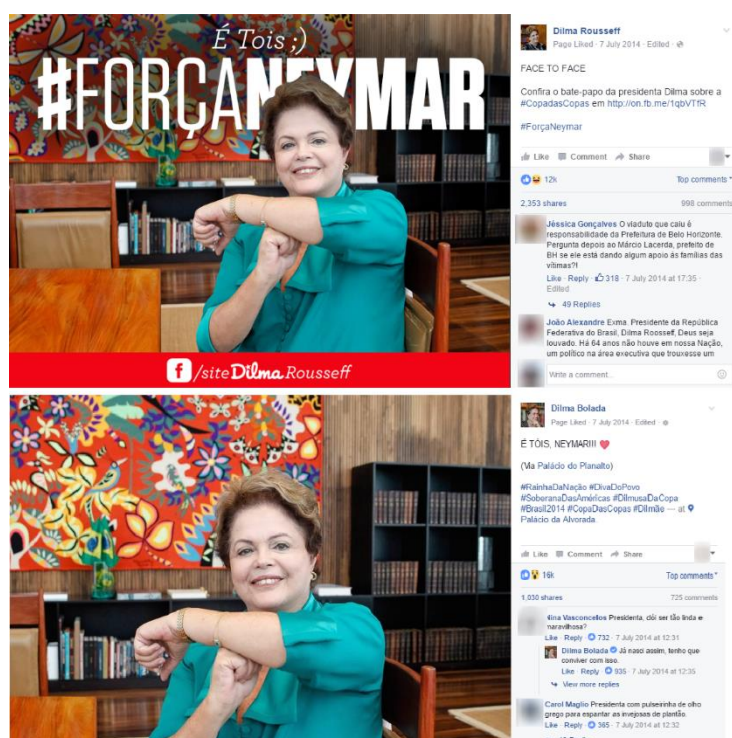 É Tois ;)
#FORÇANEYMAR
f /siteDilmaRousseff
Dilma Rousseff
Page Liked · 7 July 2014 · Edited ·
FACE TO FACE
Confira o bate-papo da presidenta Dilma sobre a
#CopadasCopas em http://on.fb.me/1qbVTfR
#ForçaNeymar
Like Comment Share
12k Top comments
2,353 shares 998 comments
Jéssica Gonçalves O viaduto que caiu é
responsabilidade da Prefeitura de Belo Horizonte.
Pergunta depois ao Márcio Lacerda, prefeito de
BH se ele está dando algum apoio às famílias das
vítimas?!
Like · Reply · 318 · 7 July 2014 at 17:35 ·
Edited
49 Replies
João Alexandre Exma. Presidente da República
Federativa do Brasil, Dilma Roosseff, Deus seja
louvado. Há 64 anos não houve em nossa Nação,
um político na área executiva que trouxesse um
Write a comment...
Dilma Bolada
Page Liked · 7 July 2014 · Edited ·
É TÓIS, NEYMAR!!! ❤
(Via Palácio do Planalto)
#RainhaDaNação #DivaDoPovo
#SoberanaDasAméricas #DilmusaDaCopa
#Brasil2014 #CopaDasCopas #Dilmãe — at
Palácio da Alvorada
Like Comment Share
16k Top comments
1,030 shares 725 comments
Nina Vasconcelos Presidenta, dói ser tão linda e
maravilhosa?
Like · Reply · 732 · 7 July 2014 at 12:31
Dilma Bolada Já nasci assim, tenho que
conviver com isso.
Like · Reply · 935 · 7 July 2014 at 12:35
View more replies
Carol Maglio Presidenta com pulseirinha de olho
grego para espantar as invejosas de plantão.
Like · Reply · 365 · 7 July 2014 at 12:32